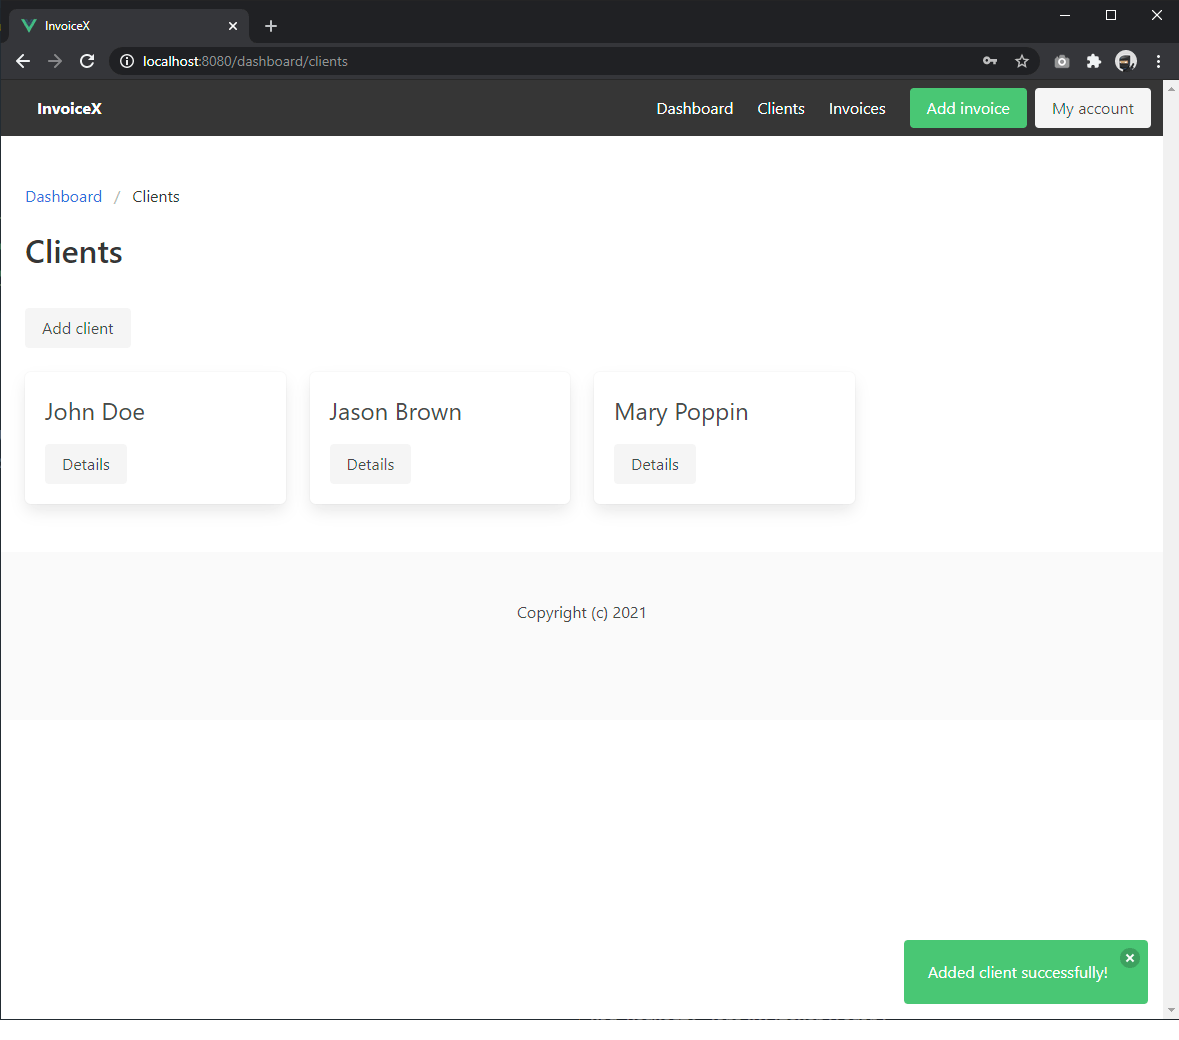 InvoiceX
localhost:8080/dashboard/clients
InvoiceX Dashboard Clients Invoices Add invoice My account
Dashboard / Clients
Clients
Add client
John Doe Jason Brown Mary Poppin
Details Details Details
Copyright (c) 2021
Added client successfully!